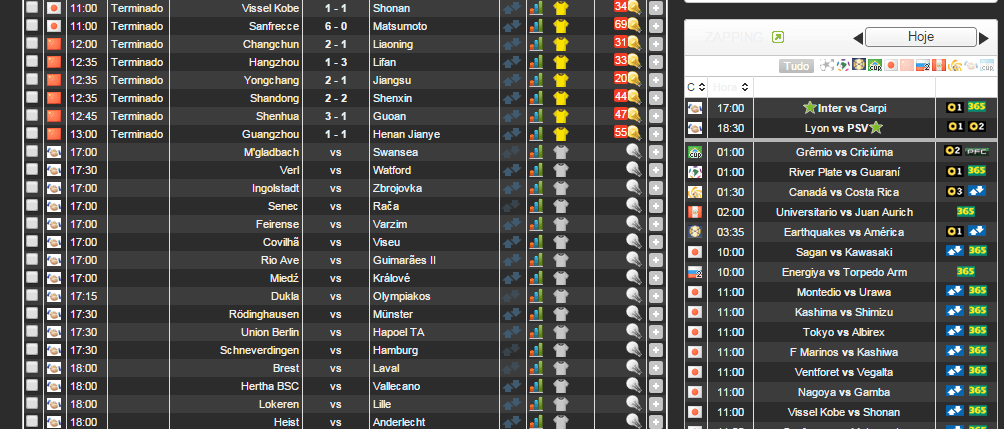 11:00 Terminado Vissel Kobe 1 - 1 Shonan 34
11:00 Terminado Sanfrecce 6 - 0 Matsumoto 69
12:00 Terminado Changchun 2 - 1 Liaoning 31
12:35 Terminado Hangzhou 1 - 3 Lifan 33
12:35 Terminado Yongchang 2 - 1 Jiangsu 20
12:35 Terminado Shandong 2 - 2 Shenxin 44
12:45 Terminado Shenhua 3 - 1 Guoan 47
13:00 Terminado Guangzhou 1 - 1 Henan Jianye 55
17:00 M'gladbach vs Swansea
17:30 Verl vs Watford
17:00 Ingolstadt vs Zbrojovka
17:00 Senec vs Rača
17:00 Feirense vs Varzim
17:00 Covilhã vs Viseu
17:00 Rio Ave vs Guimarães II
17:00 Miedź vs Králové
17:15 Dukla vs Olympiakos
17:30 Rödinghausen vs Münster
17:30 Union Berlin vs Hapoel TA
17:30 Schneverdingen vs Hamburg
18:00 Brest vs Laval
18:00 Hertha BSC vs Vallecano
18:00 Lokeren vs Lille
18:00 Heist vs Anderlecht
ZAPPING Hoje
Tudo CUP 2
C Hora
17:00 Inter vs Carpi 1 365
18:30 Lyon vs PSV 1 2
CUP 01:00 Grêmio vs Criciúma 2 PFC
01:00 River Plate vs Guaraní 1 365
01:30 Canadá vs Costa Rica 3
02:00 Universitario vs Juan Aurich 365
03:35 Earthquakes vs América 1
10:00 Sagan vs Kawasaki 365
2 10:00 Energiya vs Torpedo Arm 365
11:00 Montedio vs Urawa 365
11:00 Kashima vs Shimizu 365
11:00 Tokyo vs Albirex 365
11:00 F Marinos vs Kashiwa 365
11:00 Ventforet vs Vegalta 365
11:00 Nagoya vs Gamba 365
11:00 Vissel Kobe vs Shonan 365